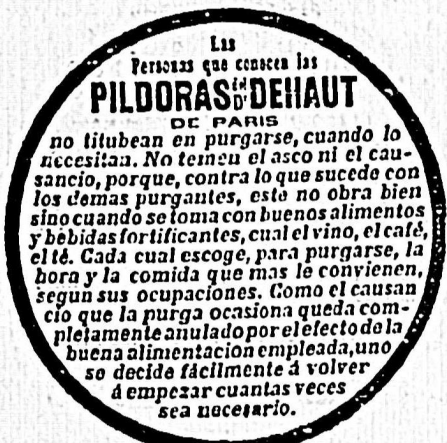 Las
Personas que conocen las
PILDORAS DEL DR DEHAUT
DE PARIS
no titubean en purgarse, cuando lo
necesitan. No temen el asco ni el cau-
sancio, porque, contra lo que sucede con
los demas purgantes, este no obra bien
sino cuando se toma con buenos alimentos
y bebidas fortificantes, cual el vino, el café,
el té. Cada cual escoge, para purgarse, la
hora y la comida que mas le convienen,
segun sus ocupaciones. Como el causan
cio que la purga ocasiona queda com-
pletamente anulado por el efecto de la
buena alimentacion empleada, uno
se decide fácilmente á volver
á empezar cuantas veces
sea necesario.